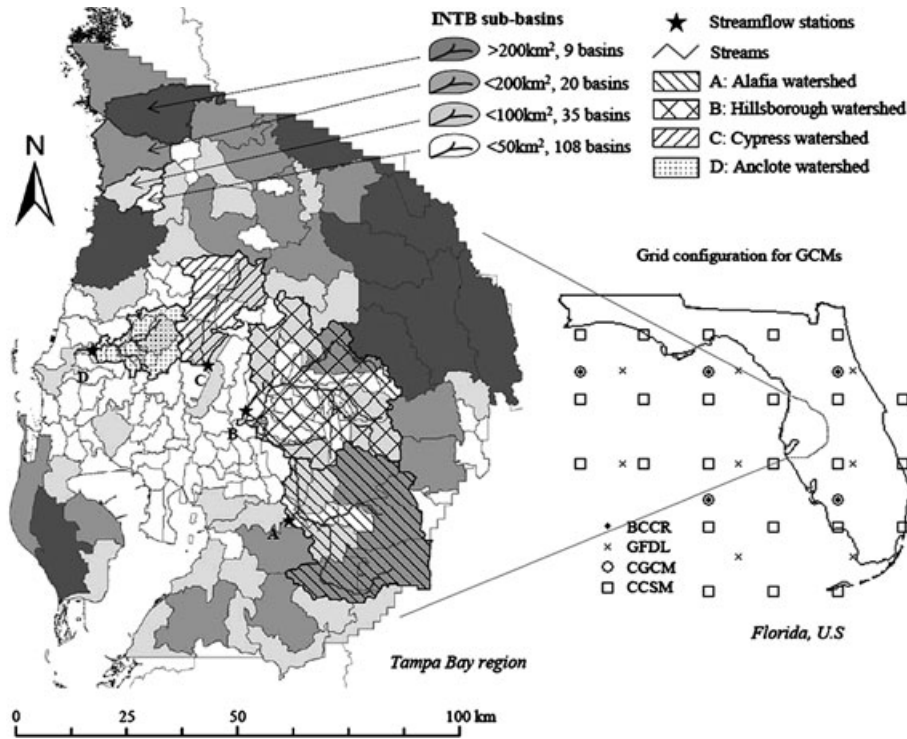 INTB sub-basins
>200km², 9 basins
<200km², 20 basins
<100km², 35 basins
<50km², 108 basins
Streamflow stations
Streams
A: Alafia watershed
B: Hillsborough watershed
C: Cypress watershed
D: Anclote watershed
N
Grid configuration for GCMs
D
C
B
A
BCCR
GFDL
CGCM
CCSM
Florida, U.S
Tampa Bay region
0 25 50 100 km